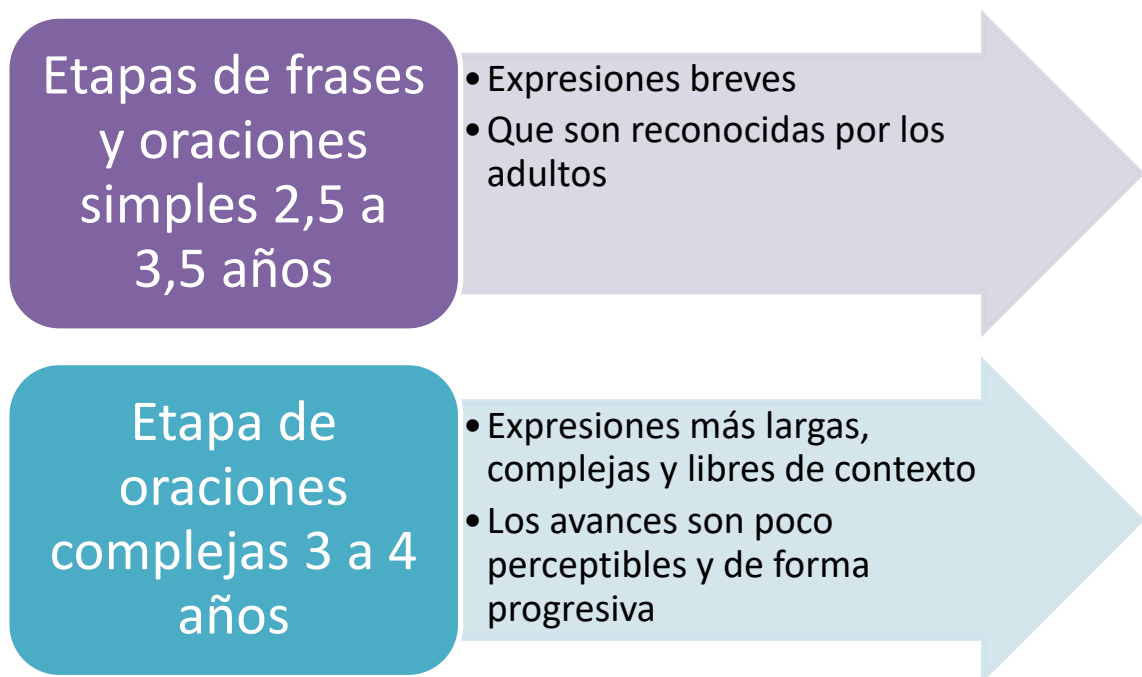 Etapas de frases
y oraciones
simples 2,5 a
3,5 años
• Expresiones breves
• Que son reconocidas por los
adultos
Etapa de
oraciones
complejas 3 a 4
años
• Expresiones más largas,
complejas y libres de contexto
• Los avances son poco
perceptibles y de forma
progresiva